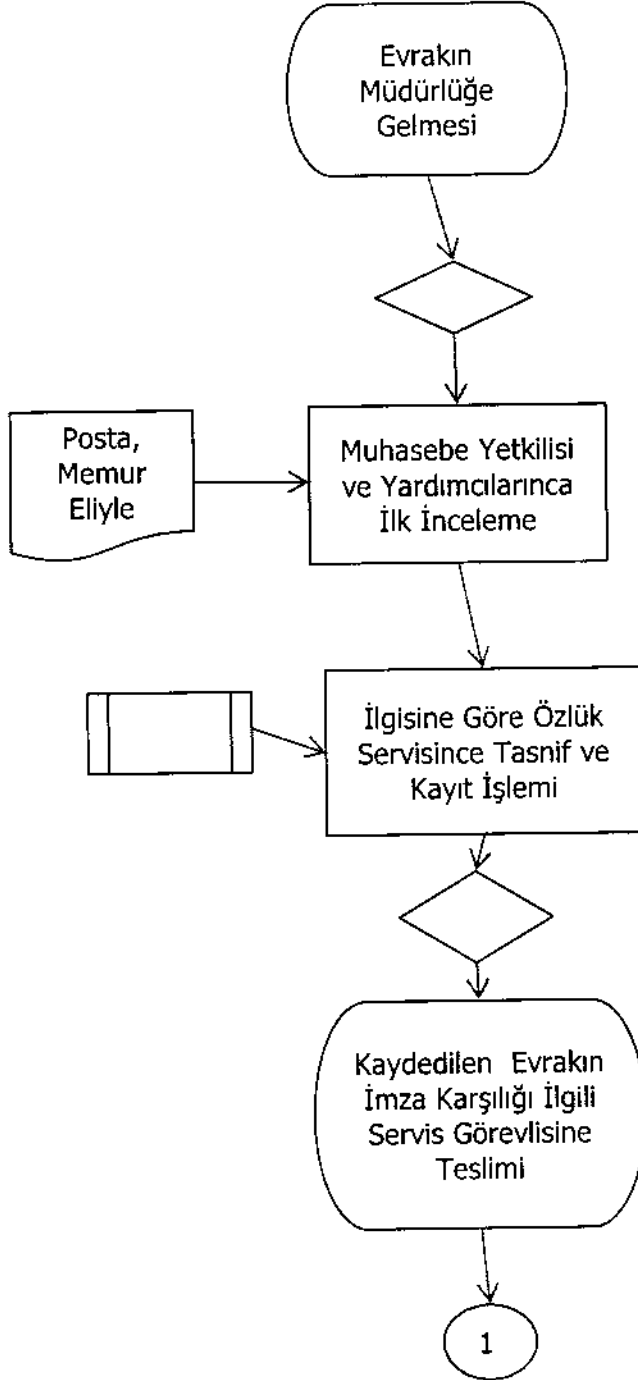 Evrakın
Müdürlüğe
Gelmesi
Posta,
Memur
Eliyle
Muhasebe Yetkilisi
ve Yardımcılarınca
İlk İnceleme
İlgisine Göre Özlük
Servisince Tasnif ve
Kayıt İşlemi
Kaydedilen Evrakın
İmza Karşılığı İlgili
Servis Görevlisine
Teslimi
1